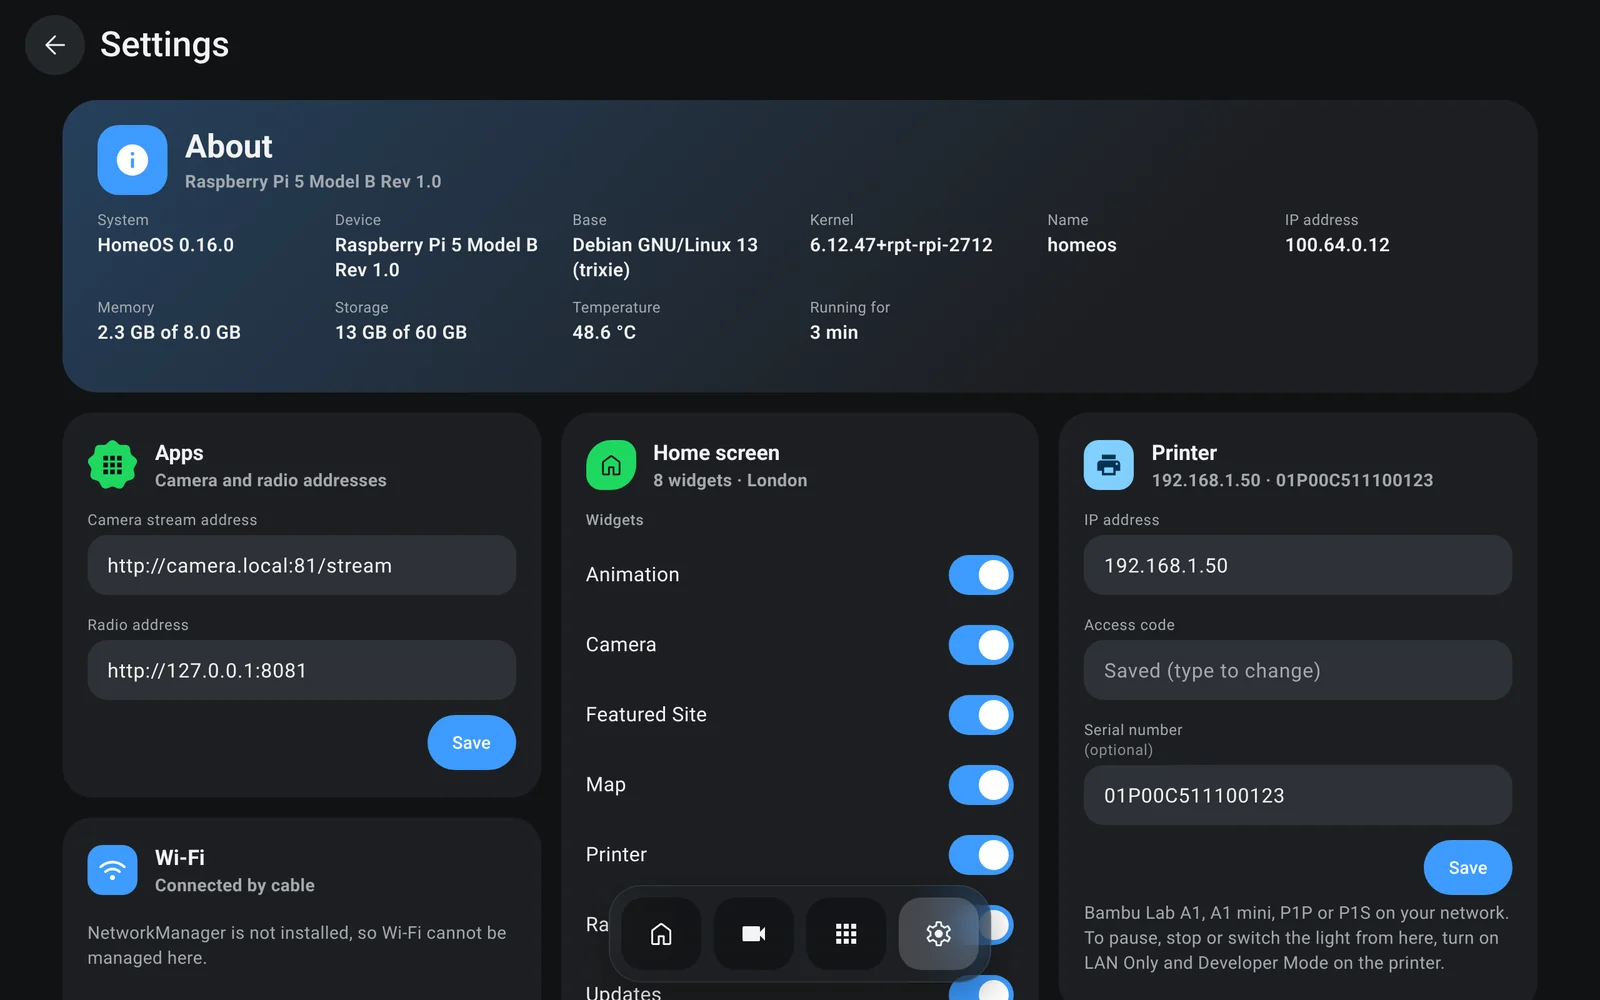 Settings
About
Raspberry Pi 5 Model B Rev 1.0
System
HomeOS 0.16.0
Device
Raspberry Pi 5 Model B
Rev 1.0
Base
Debian GNU/Linux 13
(trixie)
Kernel
6.12.47+rpt-rpi-2712
Name
homeos
IP address
100.64.0.12
Memory
2.3 GB of 8.0 GB
Storage
13 GB of 60 GB
Temperature
48.6 °C
Running for
3 min
Apps
Camera and radio addresses
Camera stream address
http://camera.local:81/stream
Radio address
http://127.0.0.1:8081
Save
Wi-Fi
Connected by cable
NetworkManager is not installed, so Wi-Fi cannot be
managed here.
Home screen
8 widgets · London
Widgets
Animation
Camera
Featured Site
Map
Printer
Ra
Updates
Printer
192.168.1.50 · 01P00C511100123
IP address
192.168.1.50
Access code
Saved (type to change)
Serial number
(optional)
01P00C511100123
Save
Bambu Lab A1, A1 mini, P1P or P1S on your network.
To pause, stop or switch the light from here, turn on
LAN Only and Developer Mode on the printer.